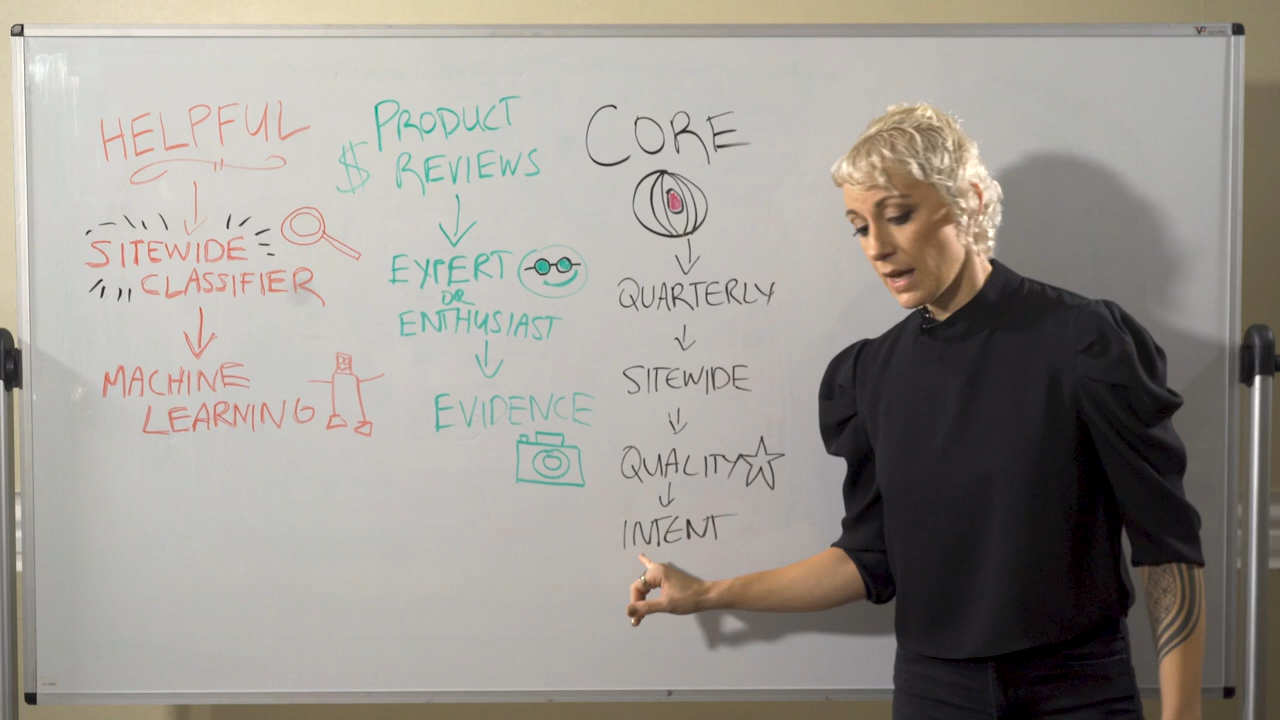 HELPFUL
SITEWIDE
CLASSIFIER
MACHINE
LEARNING
$ PRODUCT
REVIEWS
EXPERT
OR
ENTHUSIAST
EVIDENCE
CORE
QUARTERLY
SITEWIDE
QUALITY
INTENT